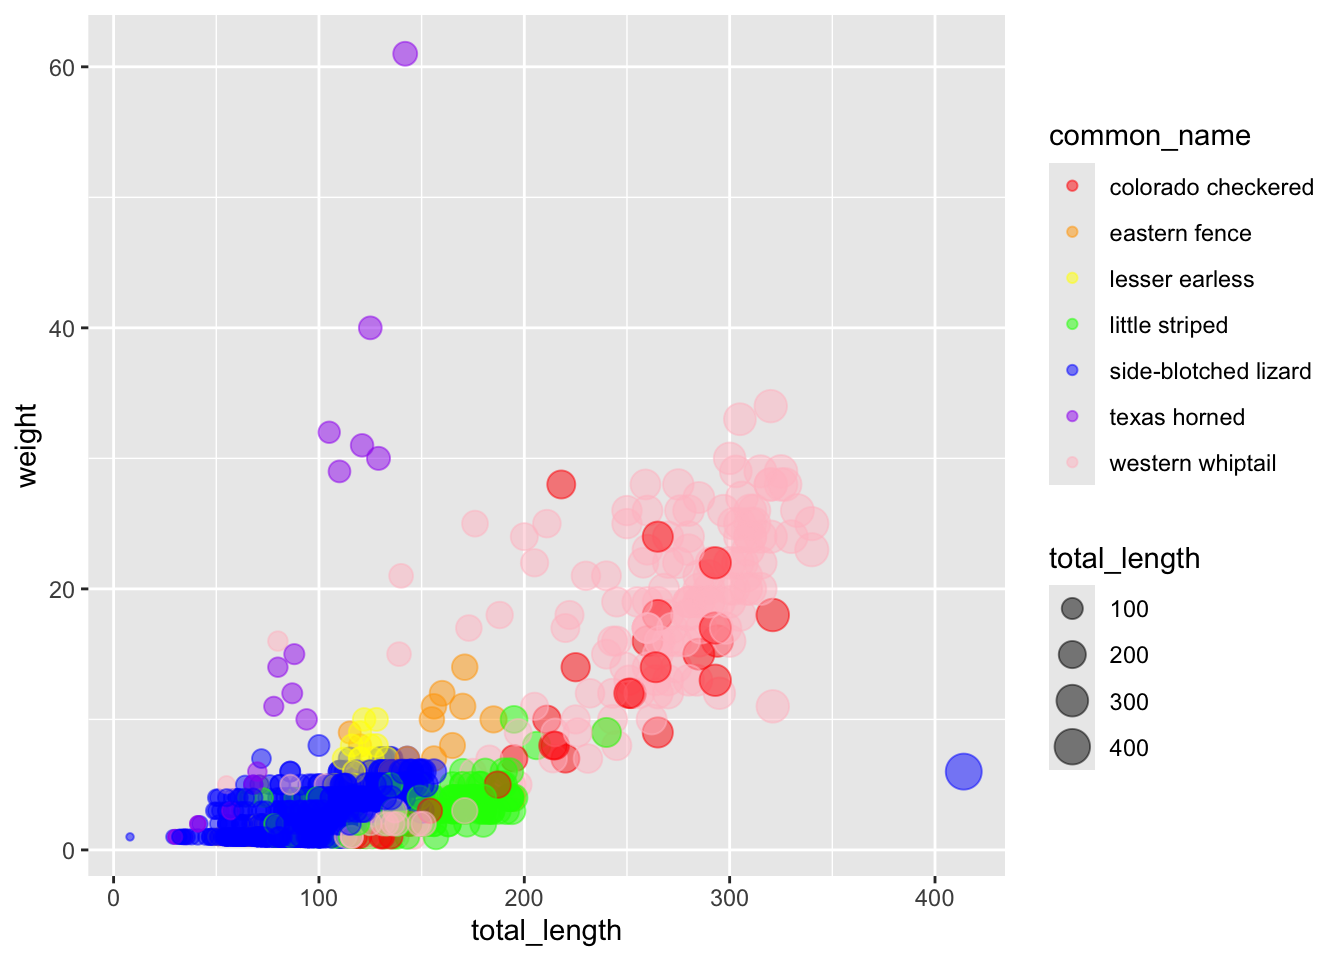 60
40
20
0
weight
0 100 200 300 400
total_length
common_name
colorado checkered
eastern fence
lesser earless
little striped
side-blotched lizard
texas horned
western whiptail
total_length
100
200
300
400